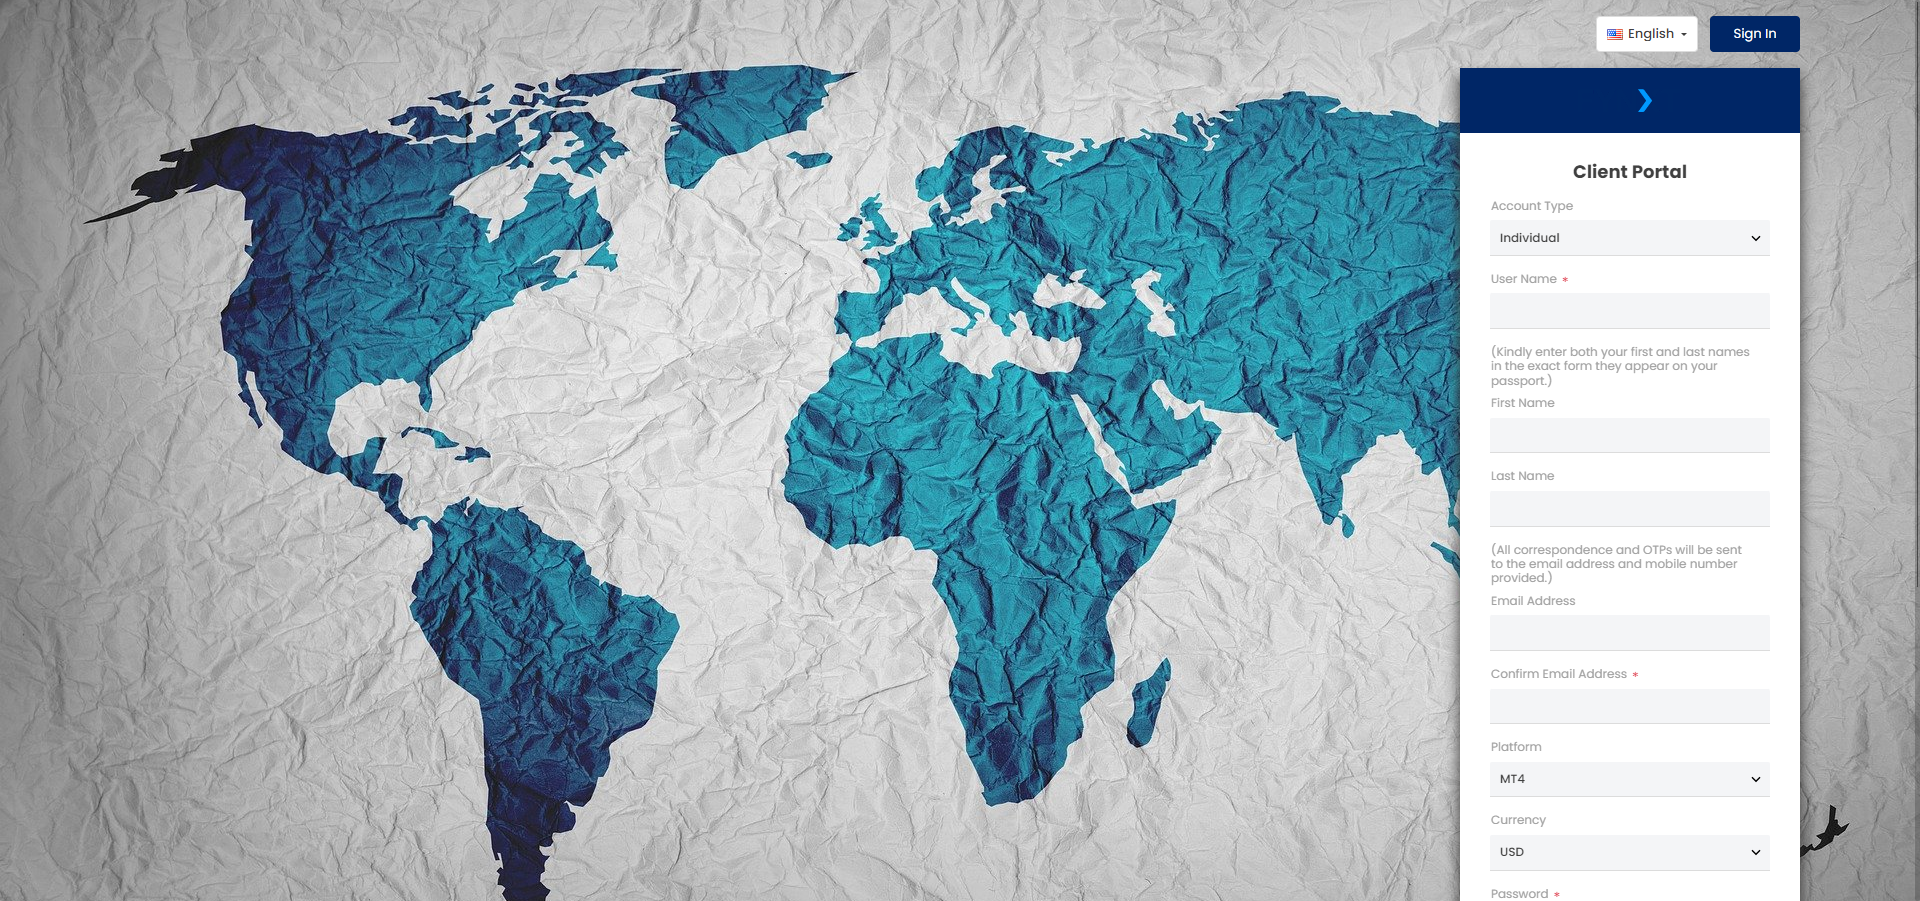 English
Sign In
Client Portal
Account Type
Individual
User Name *
(Kindly enter both your first and last names
in the exact form they appear on your
passport.)
First Name
Last Name
(All correspondence and OTPs will be sent
to the email address and mobile number
provided.)
Email Address
Confirm Email Address *
Platform
MT4
Currency
USD
Password *